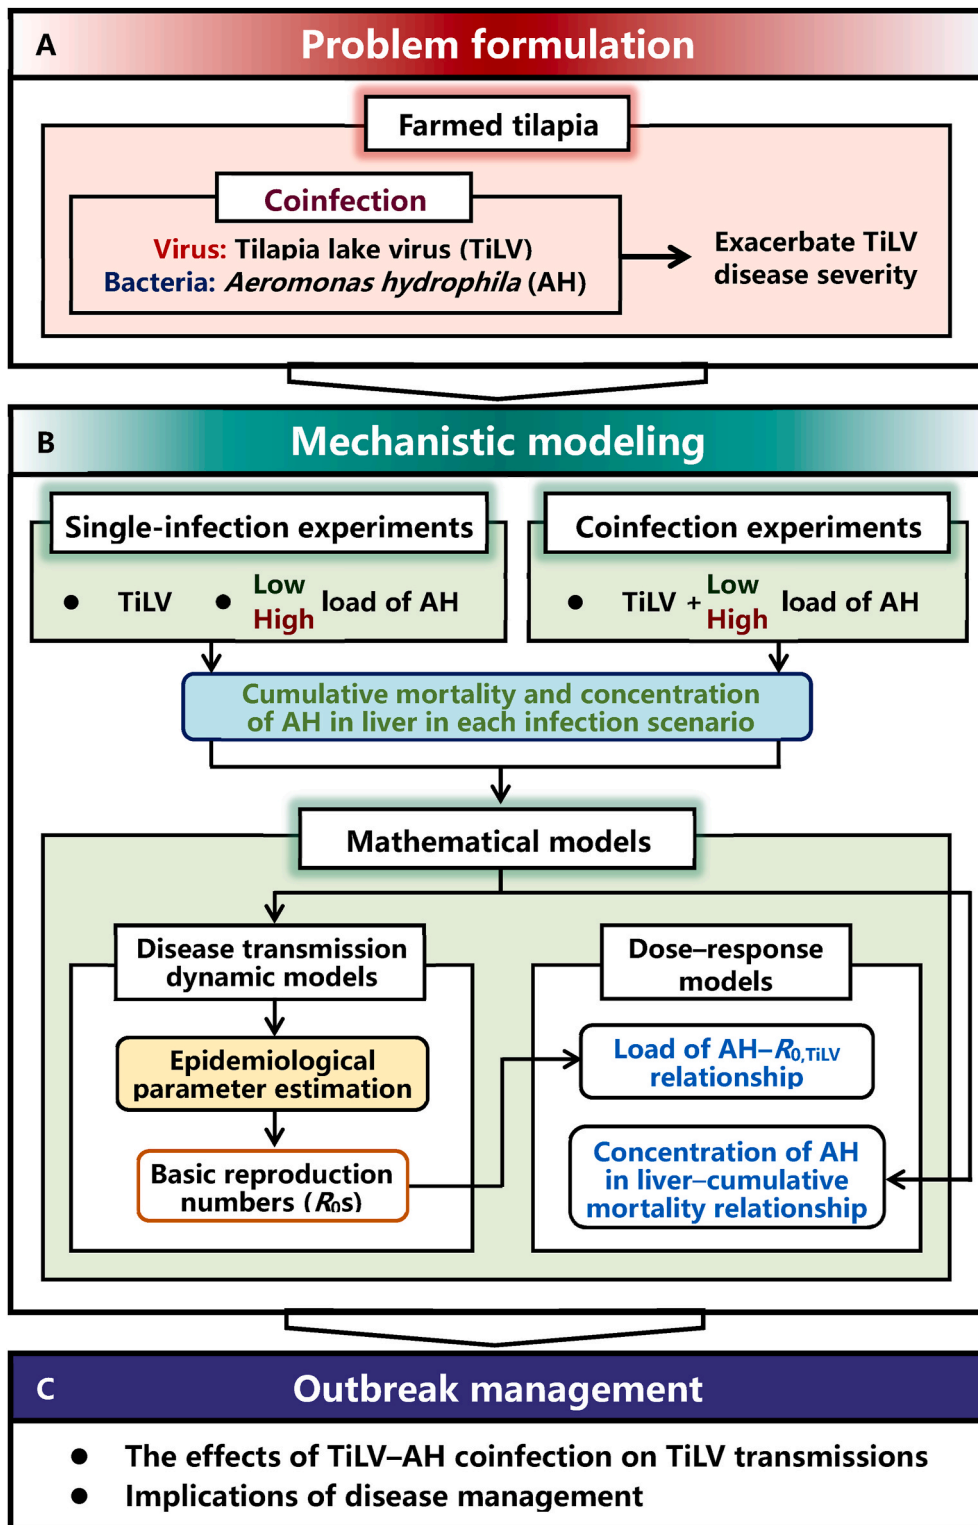 A
Problem formulation
Farmed tilapia
Coinfection
Virus: Tilapia lake virus (TiLV)
Bacteria: Aeromonas hydrophila (AH)
Exacerbate TiLV
disease severity
B
Mechanistic modeling
Single-infection experiments
● TiLV ● Low
High load of AH
Coinfection experiments
● TiLV + Low
High load of AH
Cumulative mortality and concentration
of AH in liver in each infection scenario
Mathematical models
Disease transmission
dynamic models
Epidemiological
parameter estimation
Basic reproduction
numbers (R0s)
Dose–response
models
Load of AH–R0,TiLV
relationship
Concentration of AH
in liver–cumulative
mortality relationship
C
Outbreak management
● The effects of TiLV–AH coinfection on TiLV transmissions
● Implications of disease management